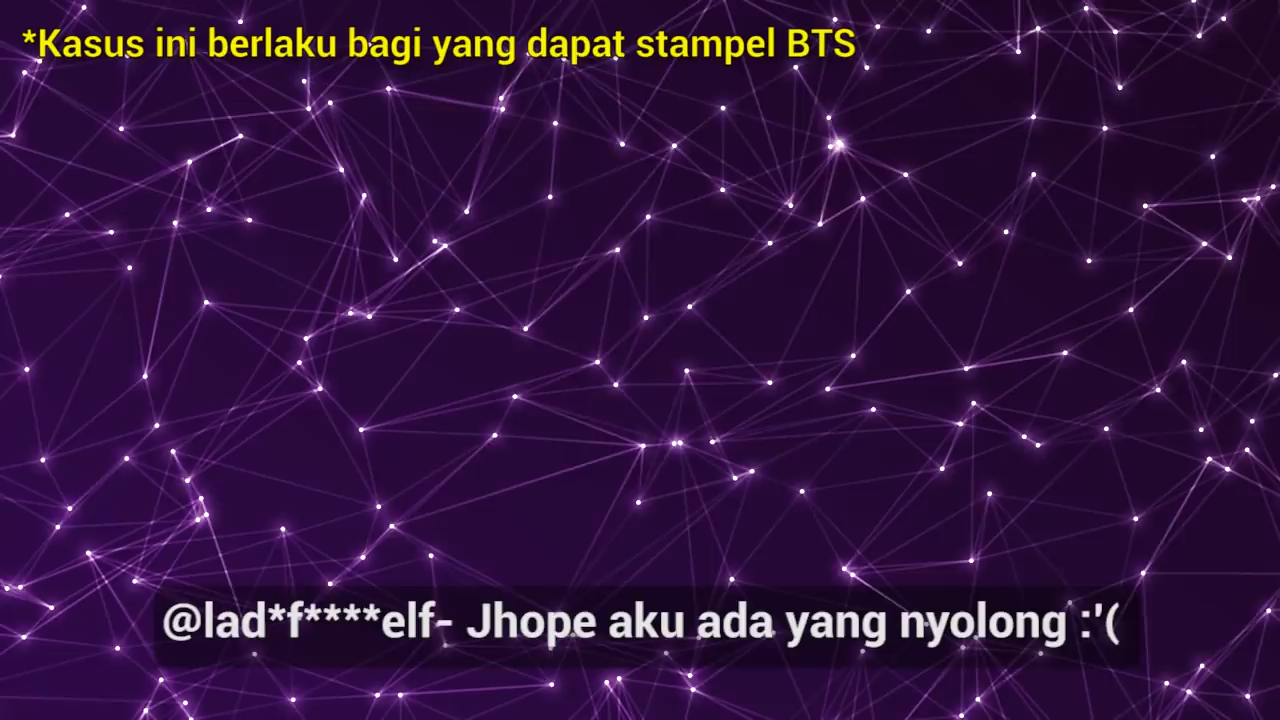 *Kasus ini berlaku bagi yang dapat stampel BTS
@lad*f****elf- Jhope aku ada yang nyolong :'(